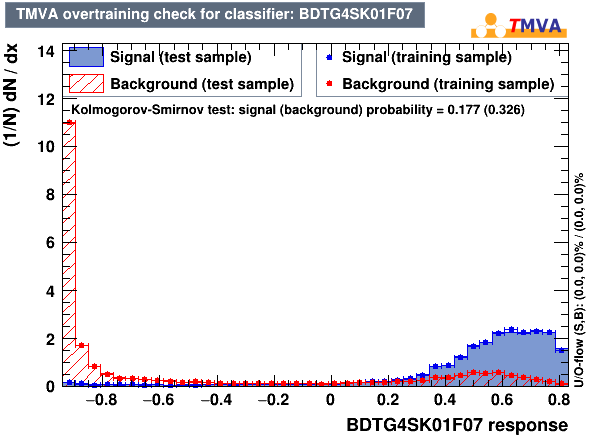 TMVA overtraining check for classifier: BDTG4SK01F07
TMVA
Signal (test sample)
Background (test sample)
Signal (training sample)
Background (training sample)
Kolmogorov-Smirnov test: signal (background) probability = 0.177 (0.326)
(1/N) dN / dx
14
12
10
8
6
4
2
0
−0.8 −0.6 −0.4 −0.2 0 0.2 0.4 0.6 0.8
BDTG4SK01F07 response
U/O-flow (S,B): (0.0, 0.0)% / (0.0, 0.0)%